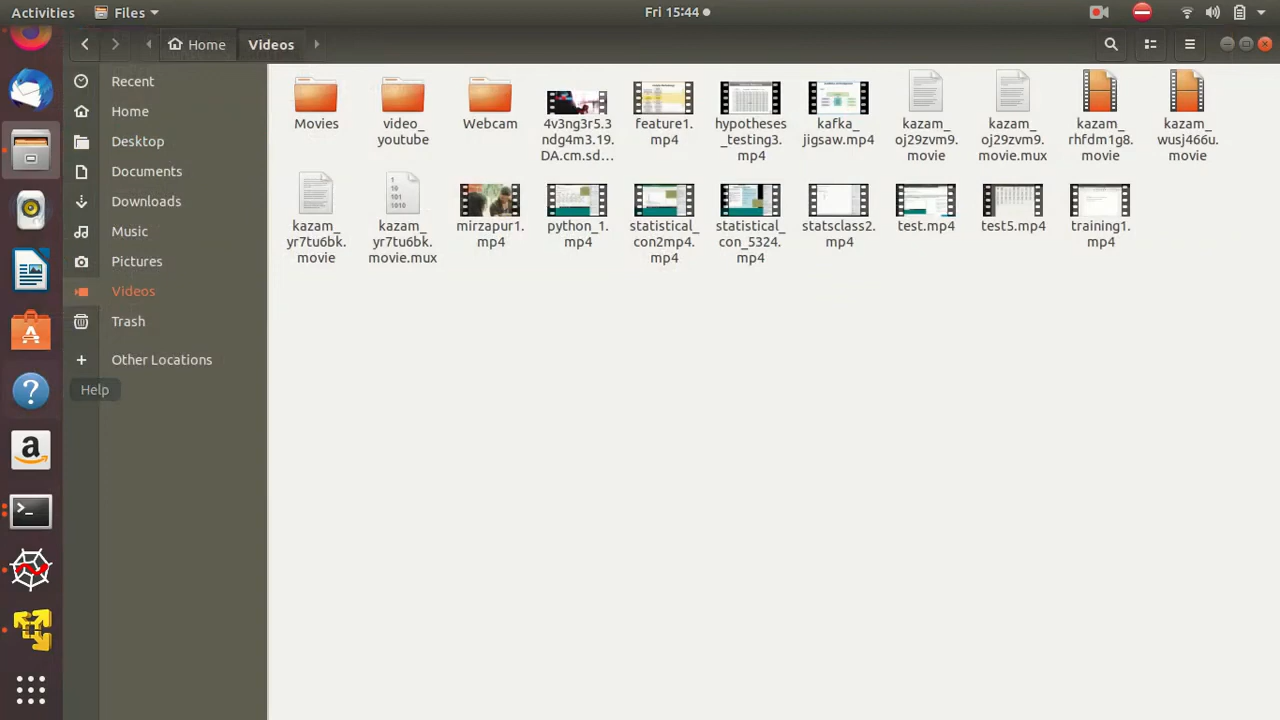 Activities
Files
Fri 15:44
Home
Videos
Recent
Home
Desktop
Documents
Downloads
Music
Pictures
Videos
Trash
Other Locations
Help
Movies
video_
youtube
Webcam
4v3ng3r5.3
ndg4m3.19.
DA.cm.sd...
feature1.
mp4
hypotheses
_testing3.
mp4
kafka_
jigsaw.mp4
kazam_
oj29zvm9.
movie
kazam_
oj29zvm9.
movie.mux
kazam_
rhfdm1g8.
movie
kazam_
wusj466u.
movie
kazam_
yr7tu6bk.
movie
kazam_
yr7tu6bk.
movie.mux
mirzapur1.
mp4
python_1.
mp4
statistical_
con2mp4.
mp4
statistical_
con_5324.
mp4
statsclass2.
mp4
test.mp4
test5.mp4
training1.
mp4